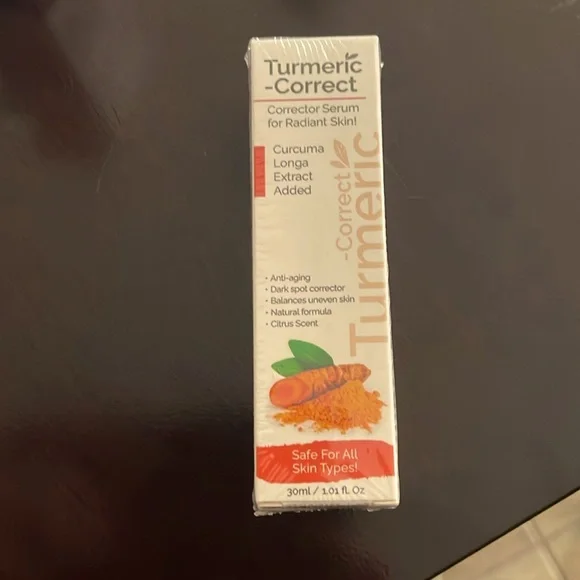 Turmeric
-Correct
Corrector Serum
for Radiant Skin!
Curcuma
Longa
Extract
Added
-Correct
Turmeric
• Anti-aging
• Dark spot corrector
• Balances uneven skin
• Natural formula
• Citrus Scent
Safe For All
Skin Types!
30ml / 1.01 fl. Oz